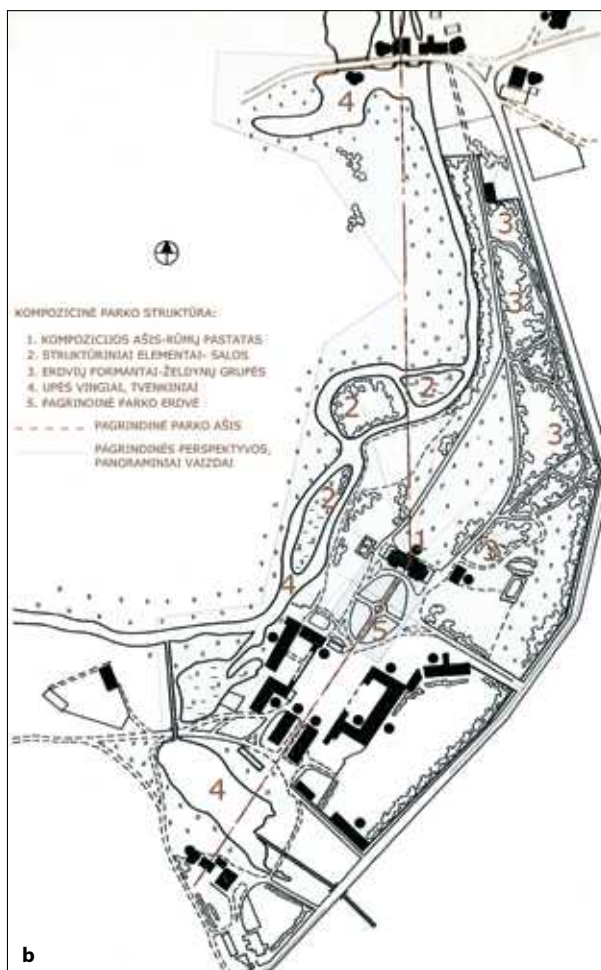 4
3
3
KOMPOZICINĖ PARKO STRUKTŪRA:
1. KOMPOZICIJOS AŠIS-RŪMŲ PASTATAS
2. STRUKTŪRINIAI ELEMENTAI- SALOS
3. ERDVIŲ FORMANTAI-ŽELDYNŲ GRUPĖS
4. UPĖS VINGIAI, TVENKINIAI
5. PAGRINDINĖ PARKO ERDVĖ
PAGRINDINĖ PARKO AŠIS
PAGRINDINĖS PERSPEKTYVOS,
PANORAMINIAI VAIZDAI
2
2
3
2
1
3
4
5
4
b